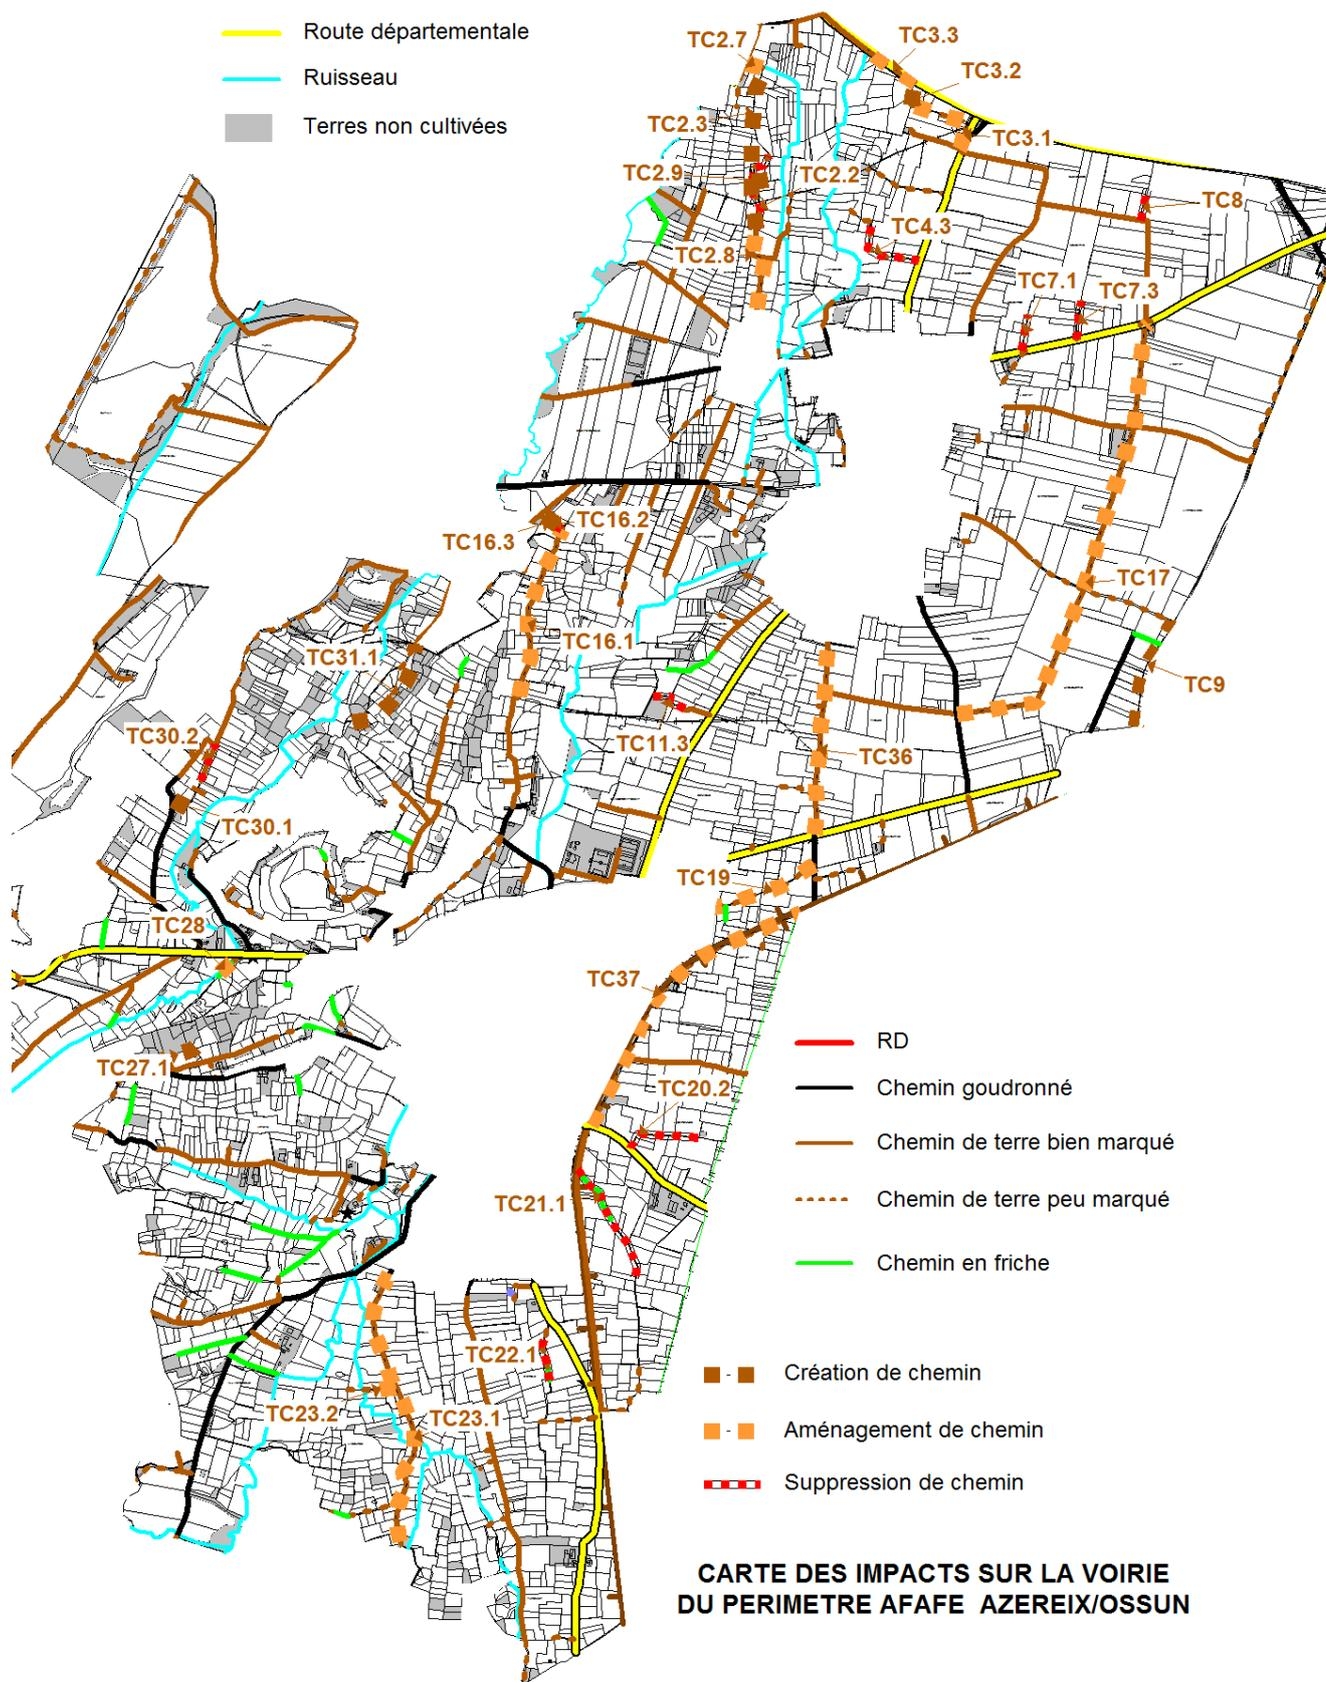 Route départementale
Ruisseau
Terres non cultivées
TC2.7
TC3.3
TC3.2
TC2.3
TC3.1
TC2.9
TC2.2
TC8
TC4.3
TC2.8
TC7.1
TC7.3
TC16.2
TC16.3
TC17
TC16.1
TC31.1
TC9
TC30.2
TC11.3
TC36
TC30.1
TC19
TC28
TC37
RD
TC27.1
Chemin goudronné
TC20.2
Chemin de terre bien marqué
TC21.1
Chemin de terre peu marqué
Chemin en friche
TC22.1
Création de chemin
TC23.2
TC23.1
Aménagement de chemin
Suppression de chemin
CARTE DES IMPACTS SUR LA VOIRIE
DU PERIMETRE AFAFE AZEREIX/OSSUN